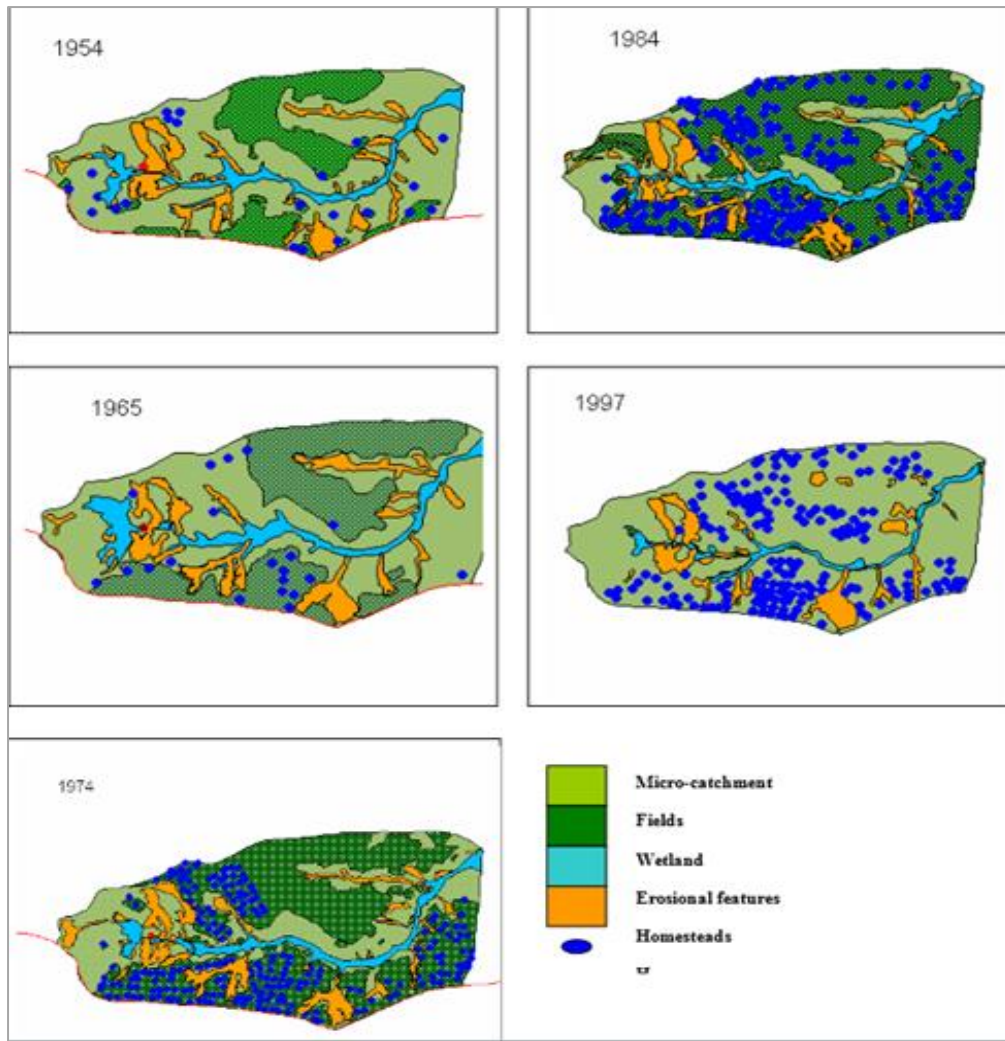 1954
1984
1965
1997
1974
Micro-catchment
Fields
Wetland
Erosional features
Homesteads